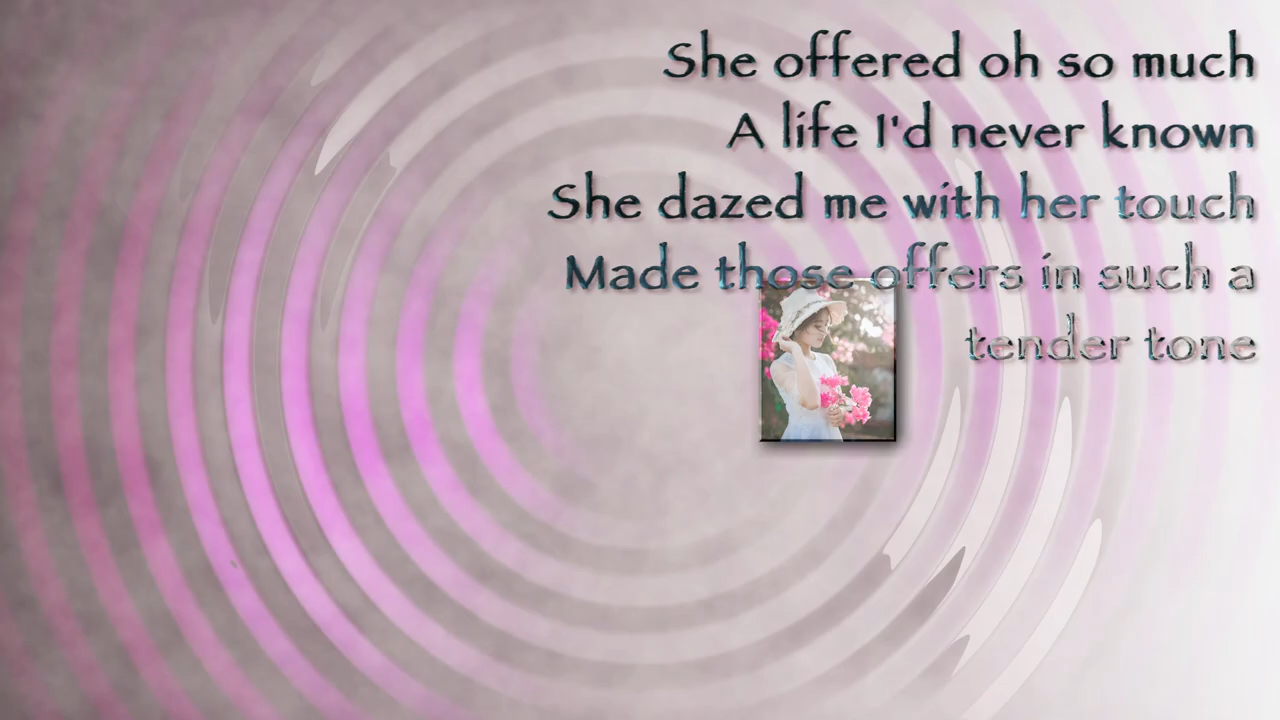 She offered oh so much
A life I'd never known
She dazed me with her touch
Made those offers in such a
tender tone